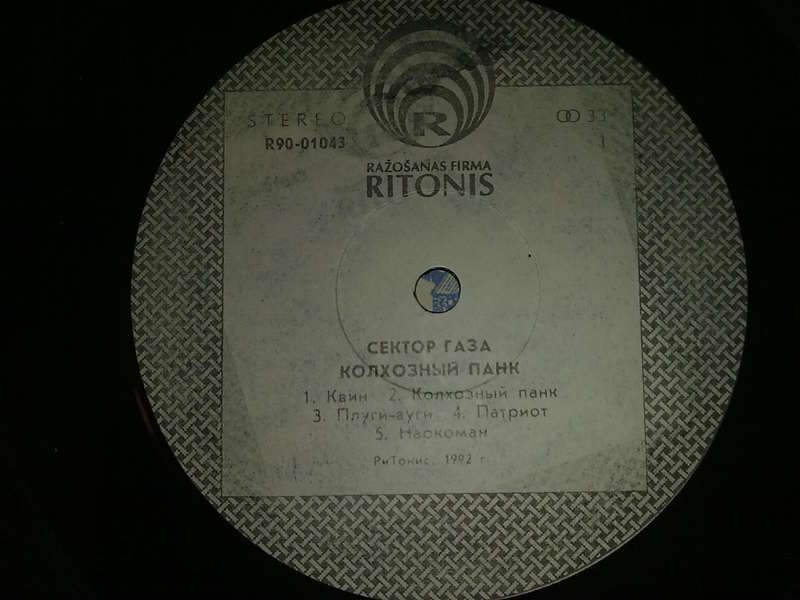 STEREO
R90-01043
R
33
1
RAŽOŠANAS FIRMA
RITONIS
СЕКТОР ГАЗА
КОЛХОЗНЫЙ ПАНК
1. Квин 2. Колхозный панк
3. Плуги-вуги 4. Патриот
5. Наркоман
РиТонис, 1992 г.